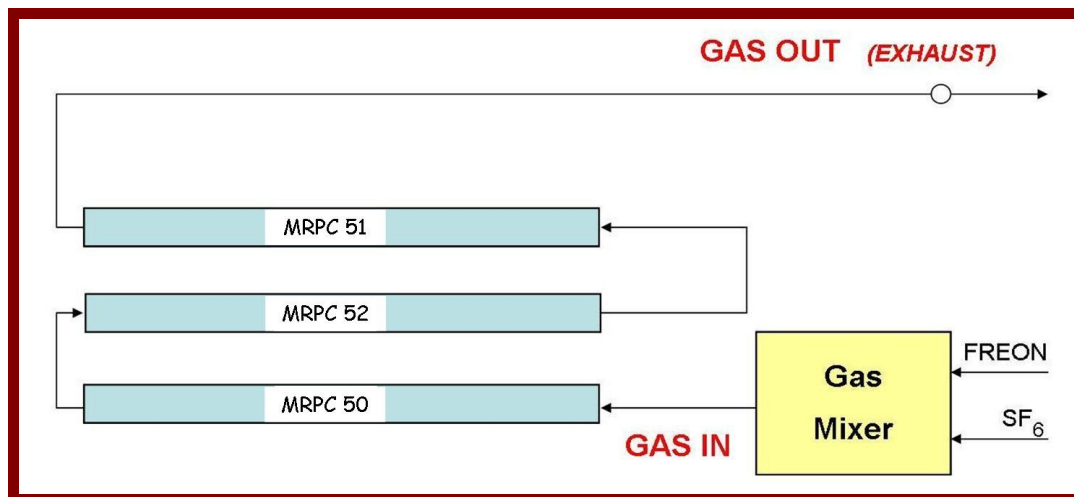 GAS OUT (EXHAUST)
MRPC 51
MRPC 52
FREON
Gas
Mixer
MRPC 50
SF6
GAS IN